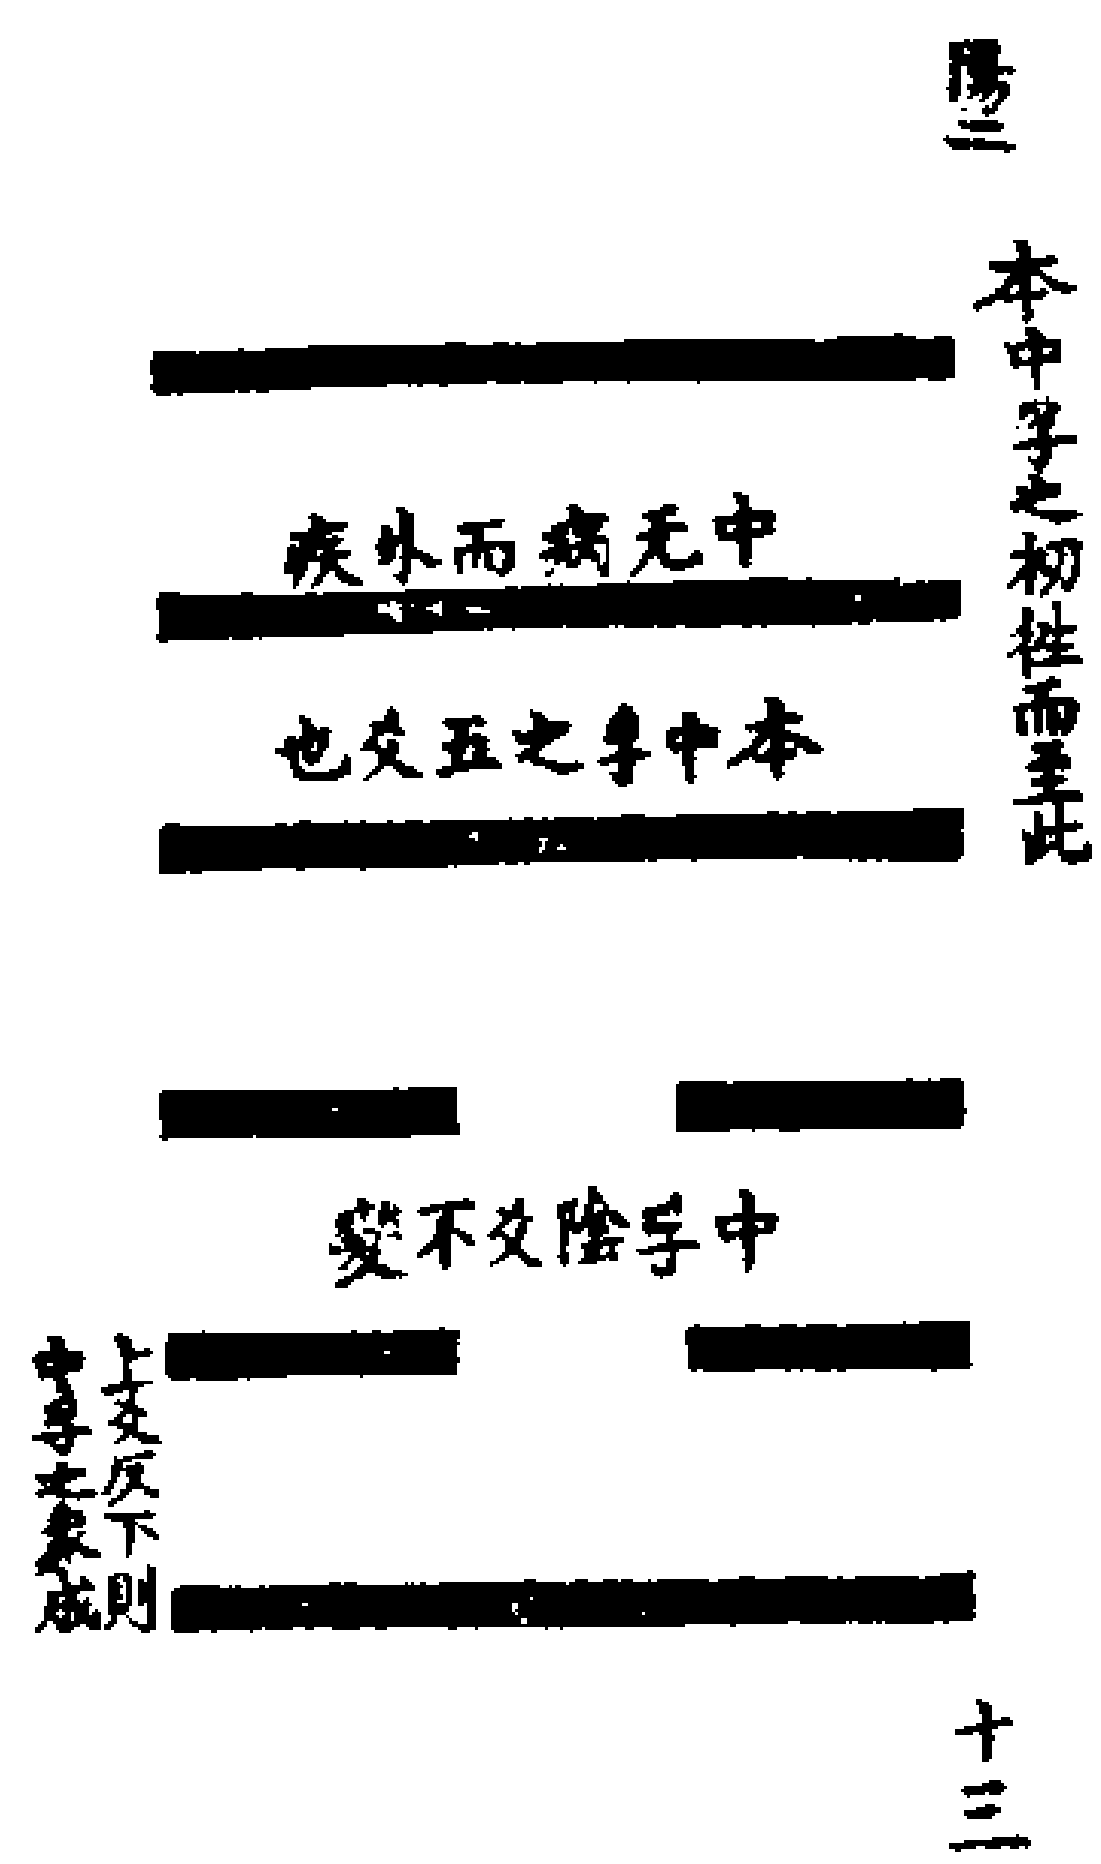 陽二
本中孚之初往而至此
中无病而外疾
本中孚之五爻也
中孚陰爻不變
上爻反下則
中孚之象成
十三